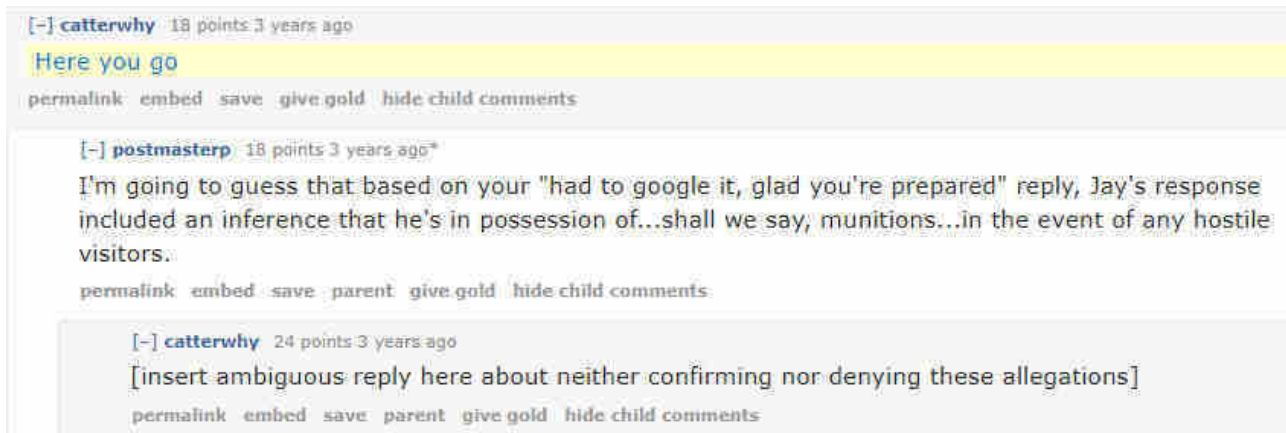 [-] catterwhy 18 points 3 years ago
Here you go
permalink embed save give gold hide child comments
[-] postmasterp 18 points 3 years ago*
I'm going to guess that based on your "had to google it, glad you're prepared" reply, Jay's response
included an inference that he's in possession of...shall we say, munitions...in the event of any hostile
visitors.
permalink embed save parent give gold hide child comments
[-] catterwhy 24 points 3 years ago
[insert ambiguous reply here about neither confirming nor denying these allegations]
permalink embed save parent give gold hide child comments